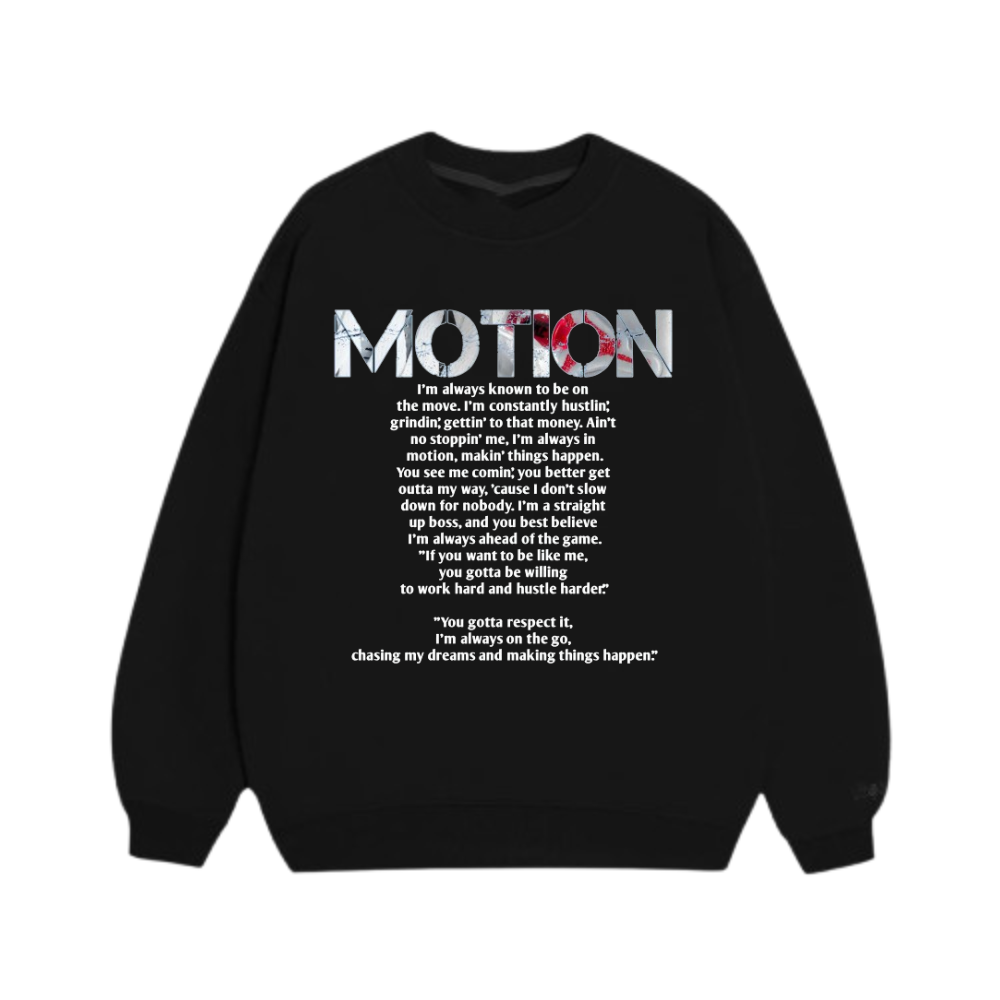 MOTION
I'm always known to be on
the move. I'm constantly hustlin',
grindin', gettin' to that money. Ain't
no stoppin' me, I'm always in
motion, makin' things happen.
You see me comin', you better get
outta my way, 'cause I don't slow
down for nobody. I'm a straight
up boss, and you best believe
I'm always ahead of the game.
"If you want to be like me,
you gotta be willing
to work hard and hustle harder."
"You gotta respect it,
I'm always on the go,
chasing my dreams and making things happen."